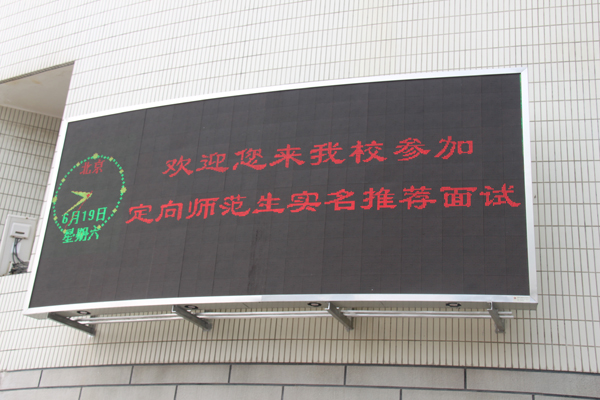 北京
6月19日
星期六
欢迎您来我校参加
定向师范生实名推荐面试